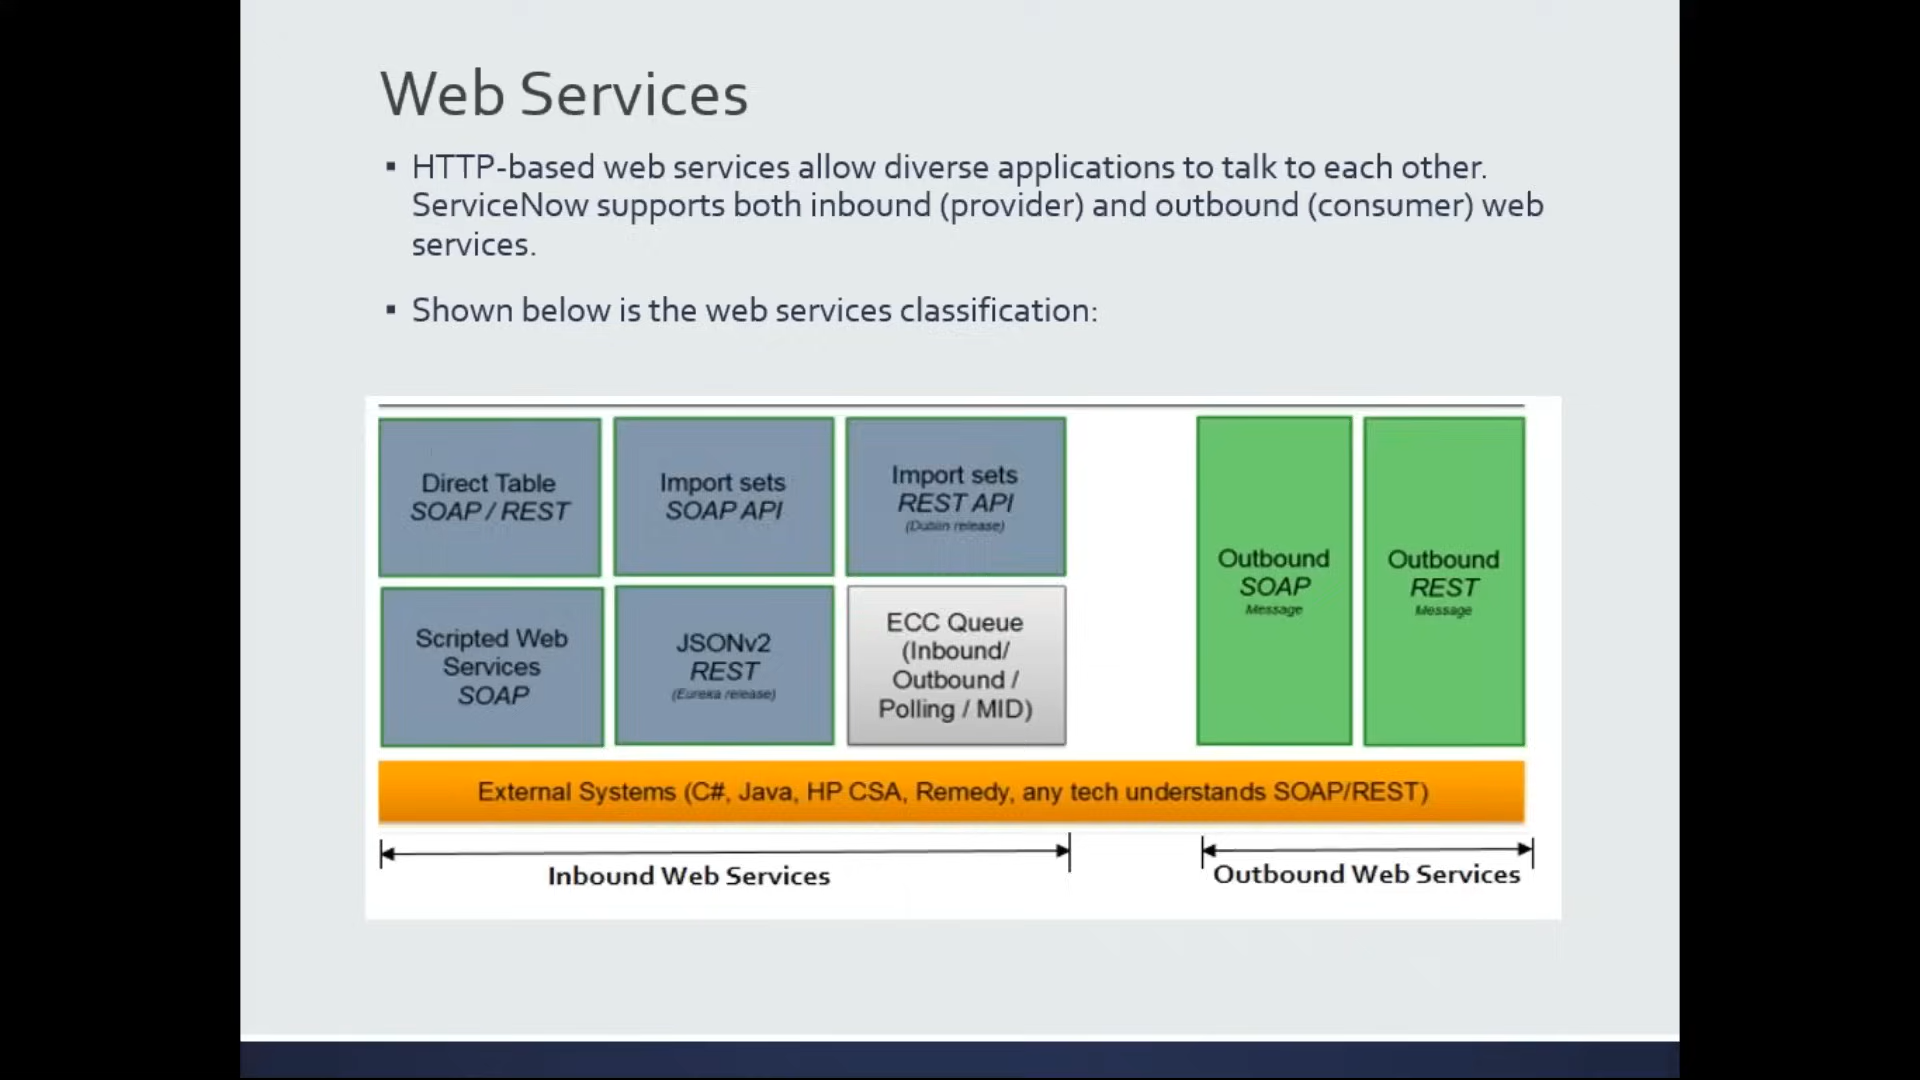 Web Services
▪ HTTP-based web services allow diverse applications to talk to each other.
ServiceNow supports both inbound (provider) and outbound (consumer) web
services.
▪ Shown below is the web services classification:
Direct Table
SOAP / REST
Import sets
SOAP API
Import sets
REST API
(Dublin release)
Scripted Web
Services
SOAP
JSONv2
REST
(Eureka release)
ECC Queue
(Inbound/
Outbound /
Polling / MID)
Outbound
SOAP
Message
Outbound
REST
Message
External Systems (C#, Java, HP CSA, Remedy, any tech understands SOAP/REST)
Inbound Web Services
Outbound Web Services